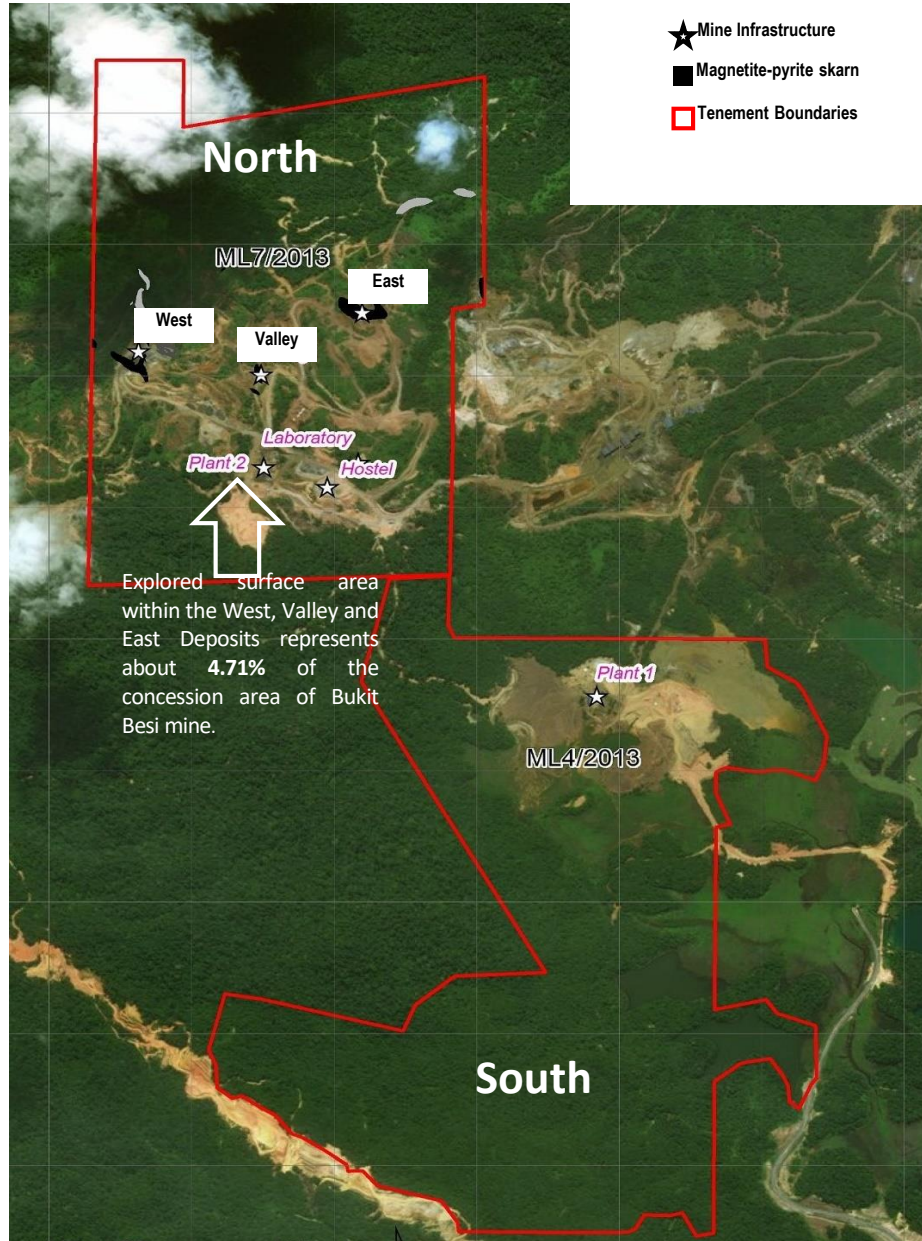 Mine Infrastructure
Magnetite-pyrite skarn
Tenement Boundaries
North
ML7/2013
East
West
Valley
Laboratory
Plant 2
Hostel
Explored surface area
within the West, Valley and
East Deposits represents
about 4.71% of the
concession area of Bukit
Besi mine.
Plant 1
ML4/2013
South